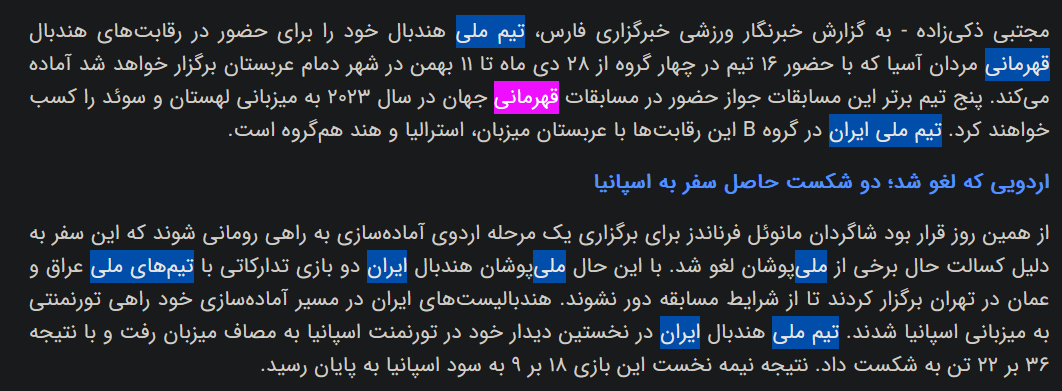 مجتبی ذکی‌زاده - به گزارش خبرنگار ورزشی خبرگزاری فارس، تیم ملی هندبال خود را برای حضور در رقابت‌های هندبال
قهرمانی مردان آسیا که با حضور ۱۶ تیم در چهار گروه از ۲۸ دی ماه تا ۱۱ بهمن در شهر دمام عربستان برگزار خواهد شد آماده
می‌کند. پنج تیم برتر این مسابقات جواز حضور در مسابقات قهرمانی جهان در سال ۲۰۲۳ به میزبانی لهستان و سوئد را کسب
خواهند کرد. تیم ملی ایران در گروه B این رقابت‌ها با عربستان میزبان، استرالیا و هند هم‌گروه است.
اردویی که لغو شد؛ دو شکست حاصل سفر به اسپانیا
از همین روز قرار بود شاگردان مانوئل فرناندز برای برگزاری یک مرحله اردوی آماده‌سازی به راهی رومانی شوند که این سفر به
دلیل کسالت حال برخی از ملی‌پوشان لغو شد. با این حال ملی‌پوشان هندبال ایران دو بازی تدارکاتی با تیم‌های ملی عراق و
عمان در تهران برگزار کردند تا از شرایط مسابقه دور نشوند. هندبالیست‌های ایران در مسیر آماده‌سازی خود راهی تورنمنتی
به میزبانی اسپانیا شدند. تیم ملی هندبال ایران در نخستین دیدار خود در تورنمنت اسپانیا به مصاف میزبان رفت و با نتیجه
۳۶ بر ۲۲ تن به شکست داد. نتیجه نیمه نخست این بازی ۱۸ بر ۹ به سود اسپانیا به پایان رسید.